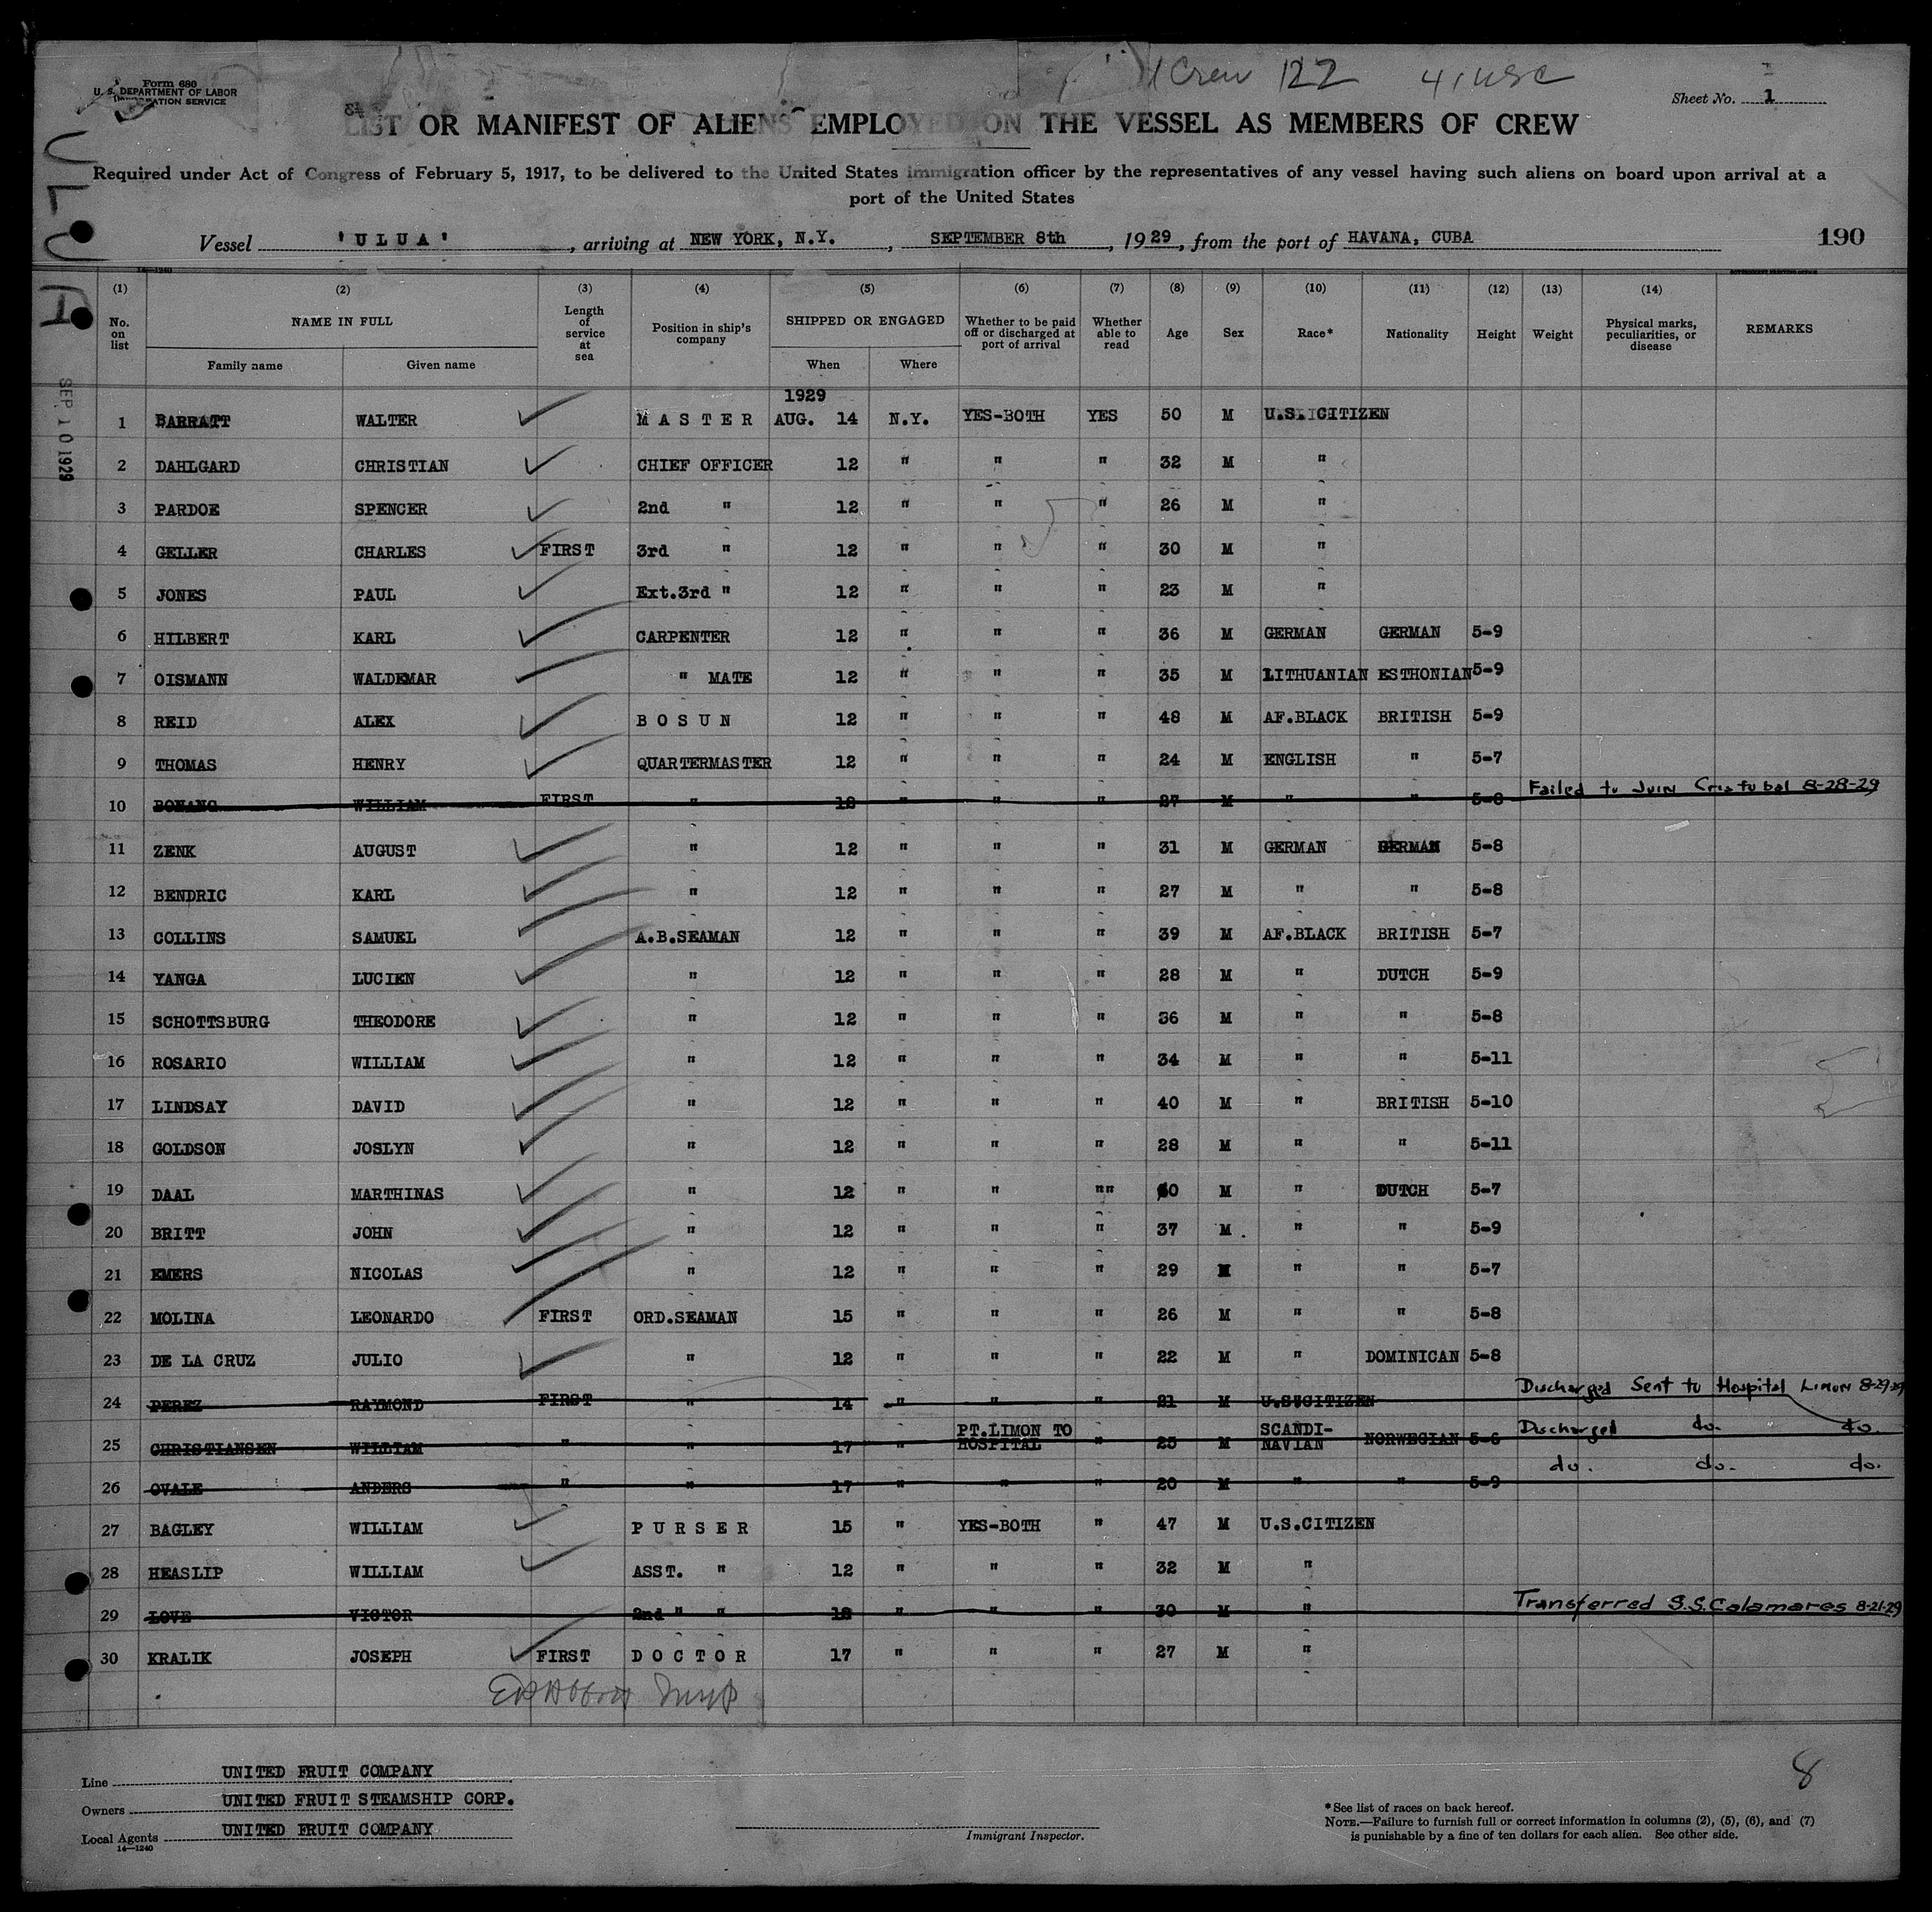 Form 680
U. S. DEPARTMENT OF LABOR
IMMIGRATION SERVICE
Crew 122 41 USC
Sheet No. 1
LIST OR MANIFEST OF ALIENS EMPLOYED ON THE VESSEL AS MEMBERS OF CREW
Required under Act of Congress of February 5, 1917, to be delivered to the United States immigration officer by the representatives of any vessel having such aliens on board upon arrival at a
port of the United States
Vessel 'ULUA', arriving at NEW YORK, N.Y., SEPTEMBER 8th, 1929, from the port of HAVANA, CUBA 190
ULU
SEP 10 1929
(1) (2) (3) (4) (5) (6) (7) (8) (9) (10) (11) (12) (13) (14)
No. on list NAME IN FULL Family name Given name Length of service at sea Position in ship's company SHIPPED OR ENGAGED When Where Whether to be paid off or discharged at port of arrival Whether able to read Age Sex Race* Nationality Height Weight Physical marks, peculiarities, or disease REMARKS
1929
1 BARRATT WALTER MASTER AUG. 14 N.Y. YES-BOTH YES 50 M U.S. CITIZEN
2 DAHLGARD CHRISTIAN CHIEF OFFICER 12 " " " 32 M "
3 PARDOE SPENCER 2nd " 12 " " " 26 M "
4 GELLER CHARLES FIRST 3rd " 12 " " " 30 M "
5 JONES PAUL Ext.3rd " 12 " " " 23 M "
6 HILBERT KARL CARPENTER 12 " " " 36 M GERMAN GERMAN 5-9
7 OISMANN WALDEMAR " MATE 12 " " " 35 M LITHUANIAN ESTHONIAN 5-9
8 REID ALEX BOSUN 12 " " " 48 M AF.BLACK BRITISH 5-9
9 THOMAS HENRY QUARTERMASTER 12 " " " 24 M ENGLISH " 5-7
10 WILLIAM FIRST " 12 " " " 27 M " " 5-8 Failed to Join Cristobal 8-28-29
11 ZENK AUGUST " 12 " " " 31 M GERMAN GERMAN 5-8
12 BENDRIC KARL " 12 " " " 27 M " " 5-8
13 COLLINS SAMUEL A.B.SEAMAN 12 " " " 39 M AF.BLACK BRITISH 5-7
14 YANGA LUCIEN " 12 " " " 28 M " DUTCH 5-9
15 SCHOTTSBURG THEODORE " 12 " " " 36 M " " 5-8
16 ROSARIO WILLIAM " 12 " " " 34 M " " 5-11
17 LINDSAY DAVID " 12 " " " 40 M " BRITISH 5-10
18 GOLDSON JOSLYN " 12 " " " 28 M " " 5-11
19 DAAL MARTHINAS " 12 " " "" 60 M " DUTCH 5-7
20 BRITT JOHN " 12 " " " 37 M " " 5-9
21 EMERS NICOLAS " 12 " " " 29 M " " 5-7
22 MOLINA LEONARDO FIRST ORD.SEAMAN 15 " " " 26 M " " 5-8
23 DE LA CRUZ JULIO " 12 " " " 22 M " DOMINICAN 5-8
24 PEREZ RAYMOND FIRST " 14 " " " 21 M U.S.CITIZEN Discharged Sent to Hospital Limon 8-29-29
25 CHRISTIANSEN WILLIAM " " 17 " PT.LIMON TO HOSPITAL " 25 M SCANDI-NAVIAN NORWEGIAN 5-6 Discharged do. do.
26 OVALE ANDERS " " 17 " " " 20 M " " 5-9 do. do. do.
27 BAGLEY WILLIAM PURSER 15 " YES-BOTH " 47 M U.S.CITIZEN
28 HEASLIP WILLIAM ASST. " 12 " " " 32 M "
29 LOVE VICTOR 2nd " " 12 " " " 30 M " Transferred S.S. Calamares 8-21-29
30 KRALIK JOSEPH FIRST DOCTOR 17 " " " 27 M "
Line UNITED FRUIT COMPANY
Owners UNITED FRUIT STEAMSHIP CORP.
Local Agents UNITED FRUIT COMPANY
14—1240
Immigrant Inspector.
8
*See list of races on back hereof.
NOTE.—Failure to furnish full or correct information in columns (2), (5), (6), and (7)
is punishable by a fine of ten dollars for each alien. See other side.